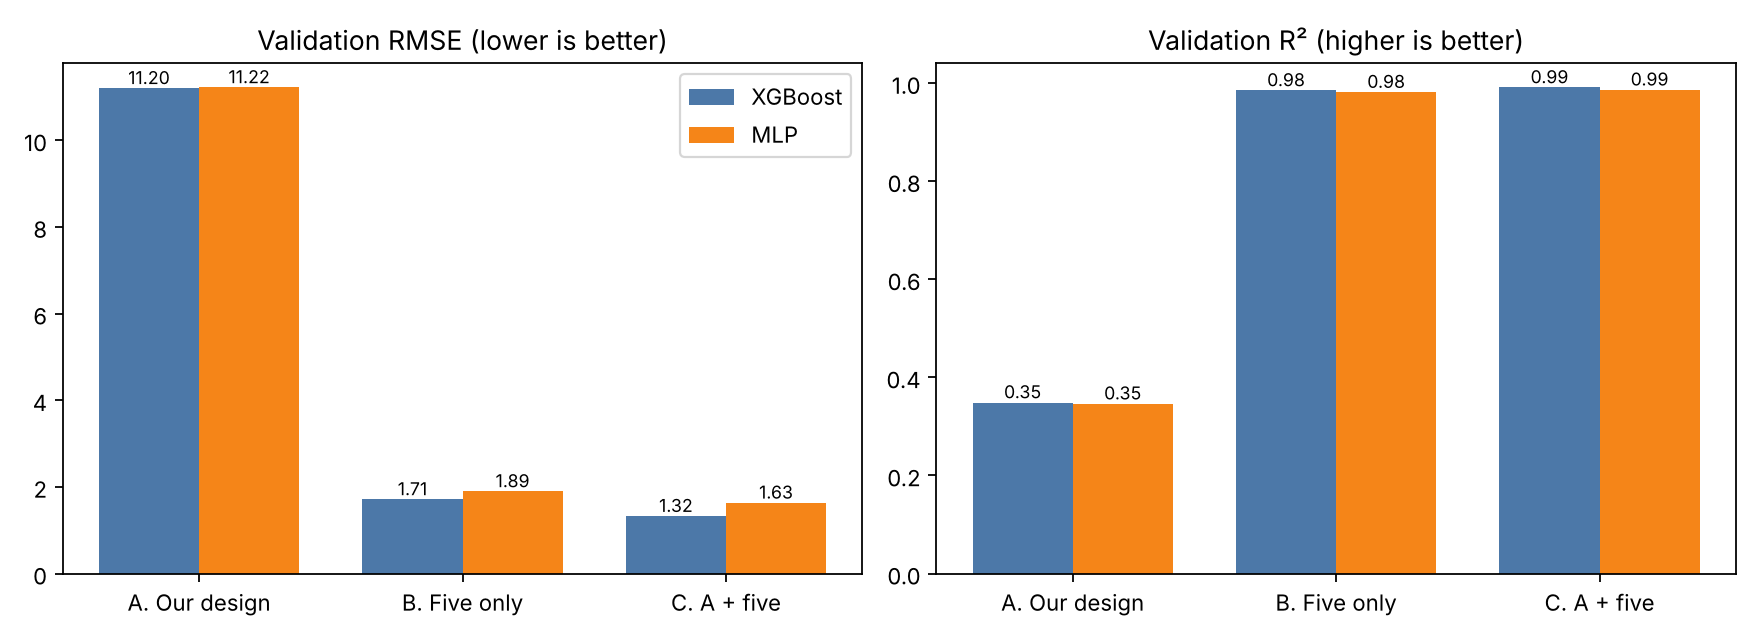 Validation RMSE (lower is better)
11.20
11.22
XGBoost
MLP
10
8
6
4
2
0
1.71
1.89
1.32
1.63
A. Our design
B. Five only
C. A + five
Validation R² (higher is better)
1.0
0.8
0.6
0.4
0.2
0.0
0.35
0.35
0.98
0.98
0.99
0.99
A. Our design
B. Five only
C. A + five